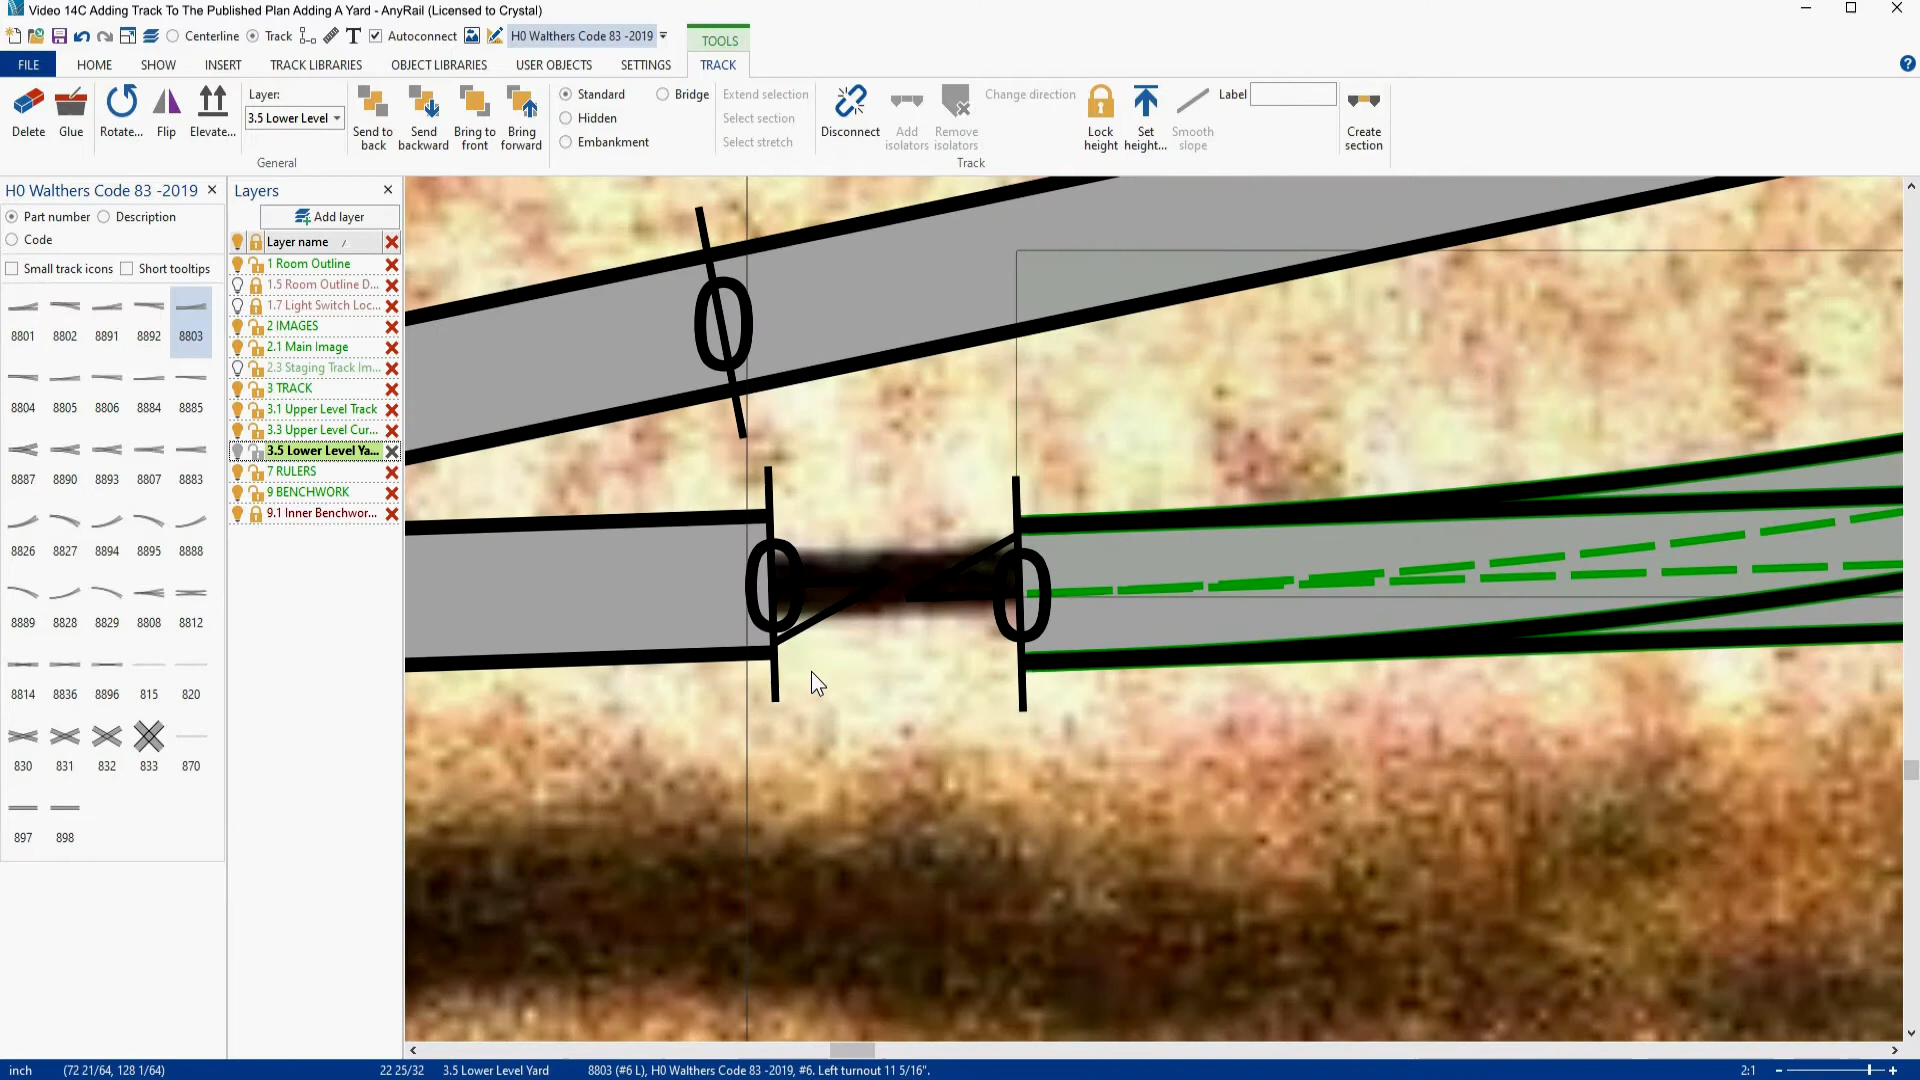 Video 14C Adding Track To The Published Plan Adding A Yard - AnyRail (Licensed to Crystal)
Centerline Track T Autoconnect H0 Walthers Code 83 -2019 TOOLS
FILE HOME SHOW INSERT TRACK LIBRARIES OBJECT LIBRARIES USER OBJECTS SETTINGS TRACK
Delete Glue Rotate... Flip Elevate...
Layer:
3.5 Lower Level
Send to back
Send backward
Bring to front
Bring forward
General
Standard Bridge
Hidden
Embankment
Extend selection
Select section
Select stretch
Disconnect
Add isolators
Remove isolators
Change direction
Lock height
Set height...
Smooth slope
Label
Track
Create section
H0 Walthers Code 83 -2019
Part number Description
Code
Small track icons Short tooltips
8801 8802 8891 8892 8803
8804 8805 8806 8884 8885
8887 8890 8893 8807 8883
8826 8827 8894 8895 8888
8889 8828 8829 8808 8812
8814 8836 8896 815 820
830 831 832 833 870
897 898
Layers
Add layer
Layer name
1 Room Outline
1.5 Room Outline D...
1.7 Light Switch Loc...
2 IMAGES
2.1 Main Image
2.3 Staging Track Im...
3 TRACK
3.1 Upper Level Track
3.3 Upper Level Cur...
3.5 Lower Level Ya...
7 RULERS
9 BENCHWORK
9.1 Inner Benchwor...
0
0
0
inch (72 21/64, 128 1/64) 22 25/32 3.5 Lower Level Yard 8803 (#6 L), H0 Walthers Code 83 -2019, #6. Left turnout 11 5/16". 2:1